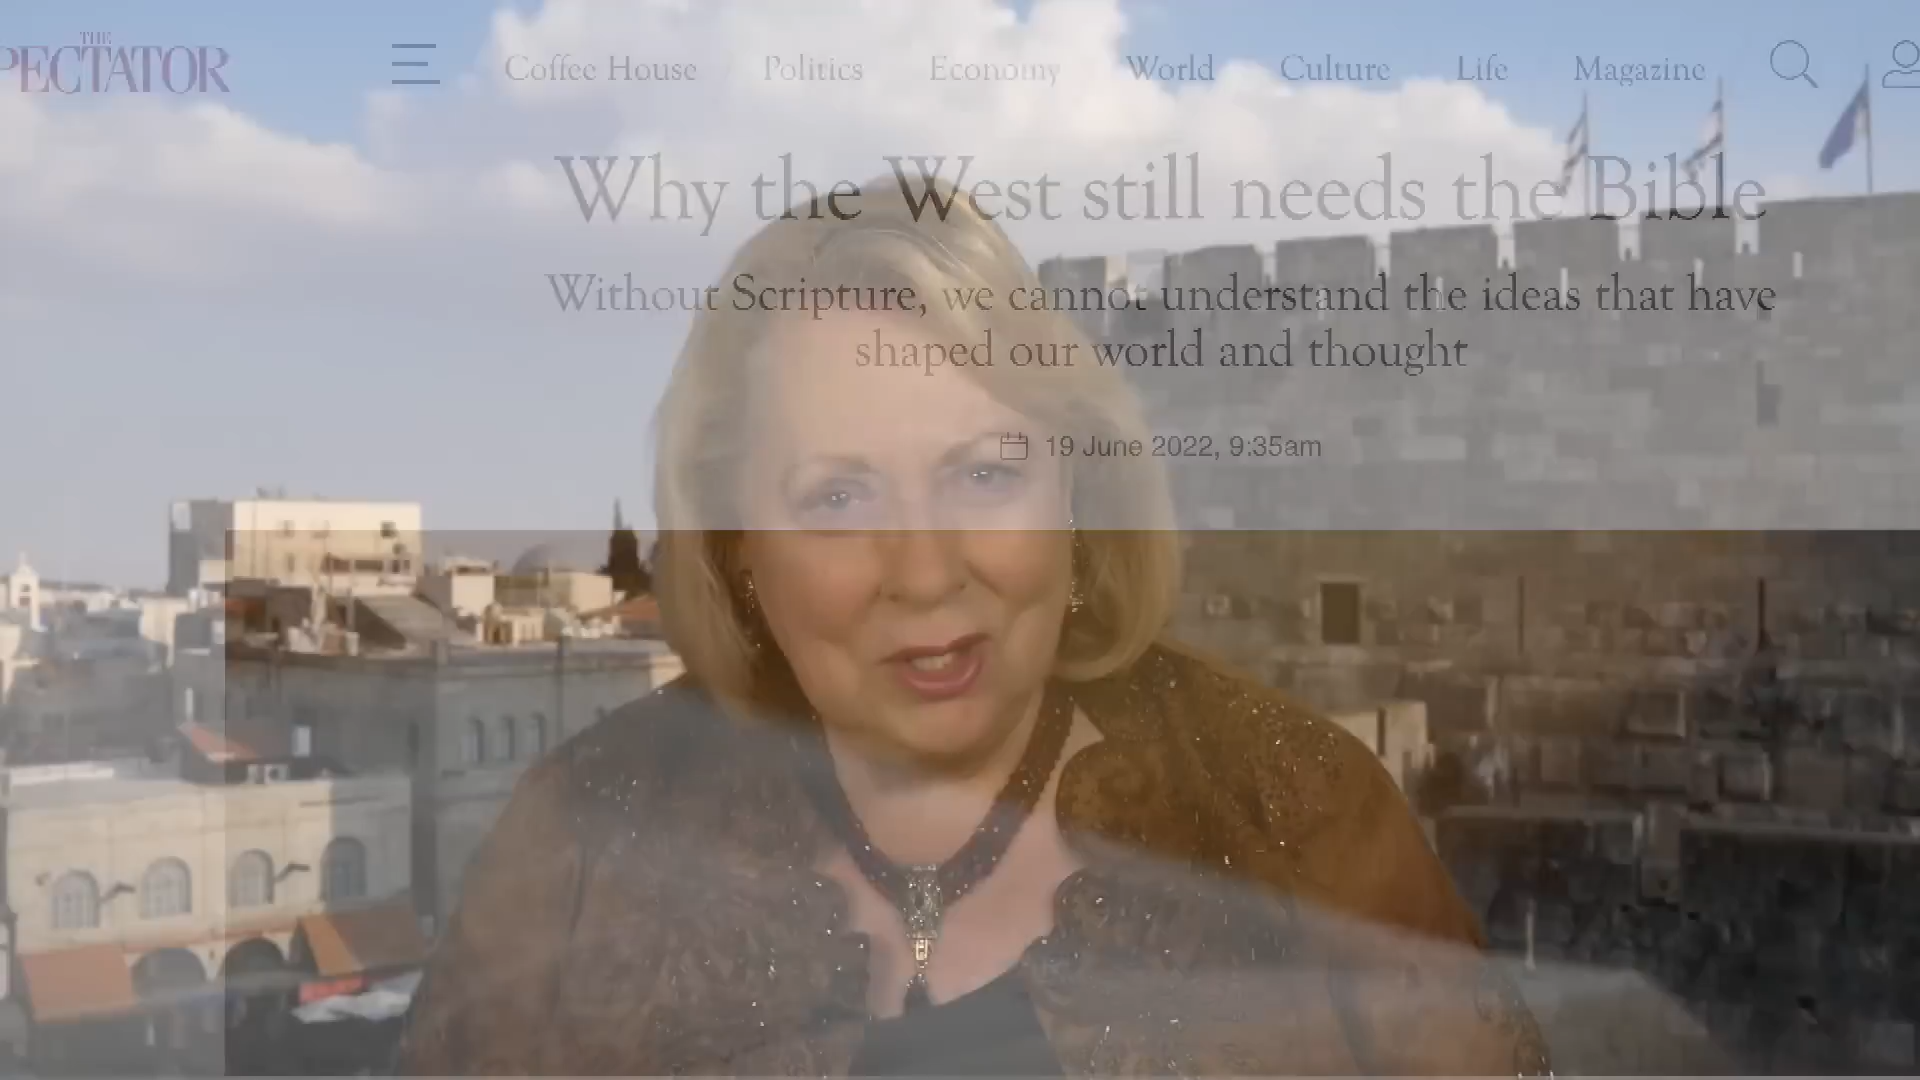 THE
PECTATOR
Coffee House Politics Economy World Culture Life Magazine
Why the West still needs the Bible
Without Scripture, we cannot understand the ideas that have
shaped our world and thought
19 June 2022, 9:35am